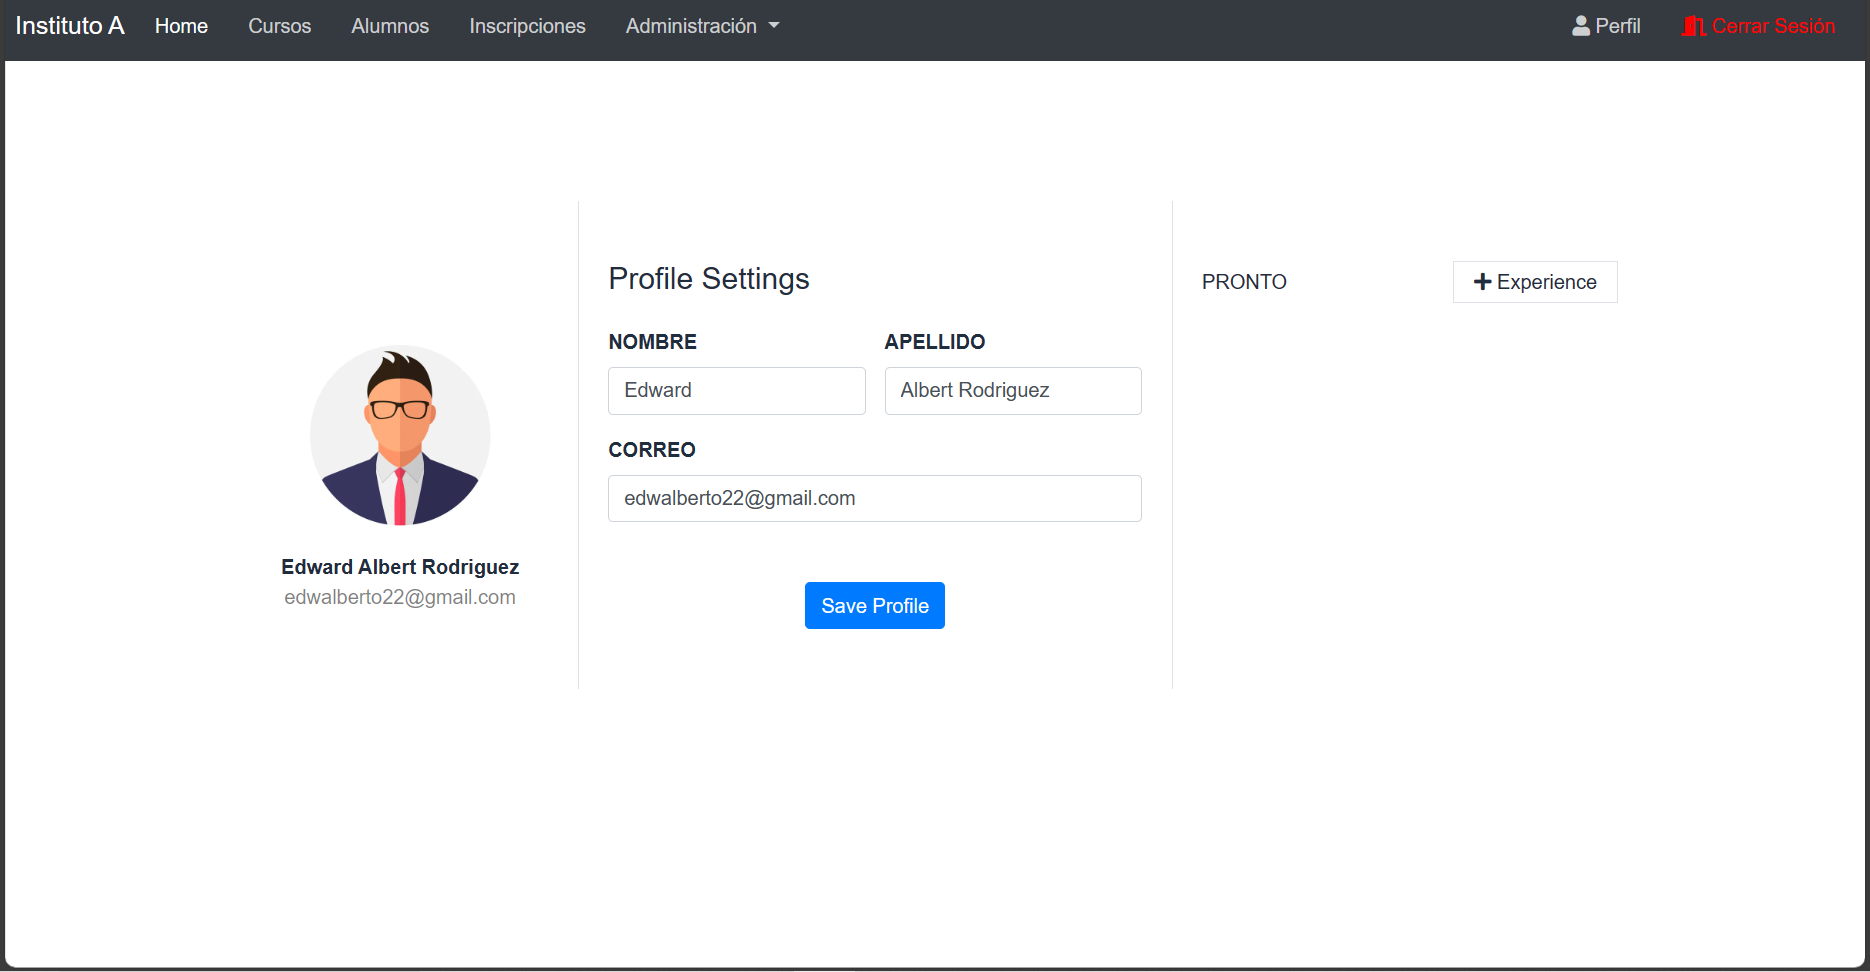 Instituto A Home Cursos Alumnos Inscripciones Administración Perfil Cerrar Sesión
Edward Albert Rodriguez
edwalberto22@gmail.com
Profile Settings
NOMBRE APELLIDO
Edward Albert Rodriguez
CORREO
edwalberto22@gmail.com
Save Profile
PRONTO Experience